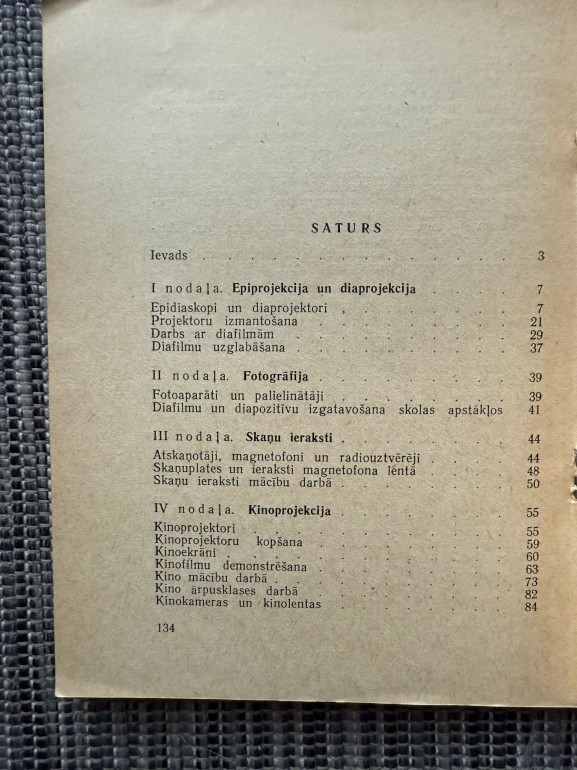 SATURS
Ievads . . . . . . . . . . . . . 3
I nodaļa. Epiprojekcija un diaprojekcija . . . . 7
Epidiaskopi un diaprojektori . . . . . . . 7
Projektoru izmantošana . . . . . . . . 21
Darbs ar diafilmām . . . . . . . . . 29
Diafilmu uzglabāšana . . . . . . . . . 37
II nodaļa. Fotogrāfija . . . . . . . . 39
Fotoaparāti un palielinātāji . . . . . . . 39
Diafilmu un diapozitīvu izgatavošana skolas apstākļos 41
III nodaļa. Skaņu ieraksti . . . . . . . 44
Atskaņotāji, magnetofoni un radiouztvērēji . . . . 44
Skaņuplates un ieraksti magnetofona lēntā . . . . 48
Skaņu ieraksti mācību darbā . . . . . . . 50
IV nodaļa. Kinoprojekcija . . . . . . . 55
Kinoprojektori . . . . . . . . . . . 55
Kinoprojektoru kopšana . . . . . . . . 59
Kinoekrāni . . . . . . . . . . . . 60
Kinofilmu demonstrēšana . . . . . . . . 63
Kino mācību darbā . . . . . . . . . . 73
Kino ārpusklases darbā . . . . . . . . 82
Kinokameras un kinolentas . . . . . . . 84
134